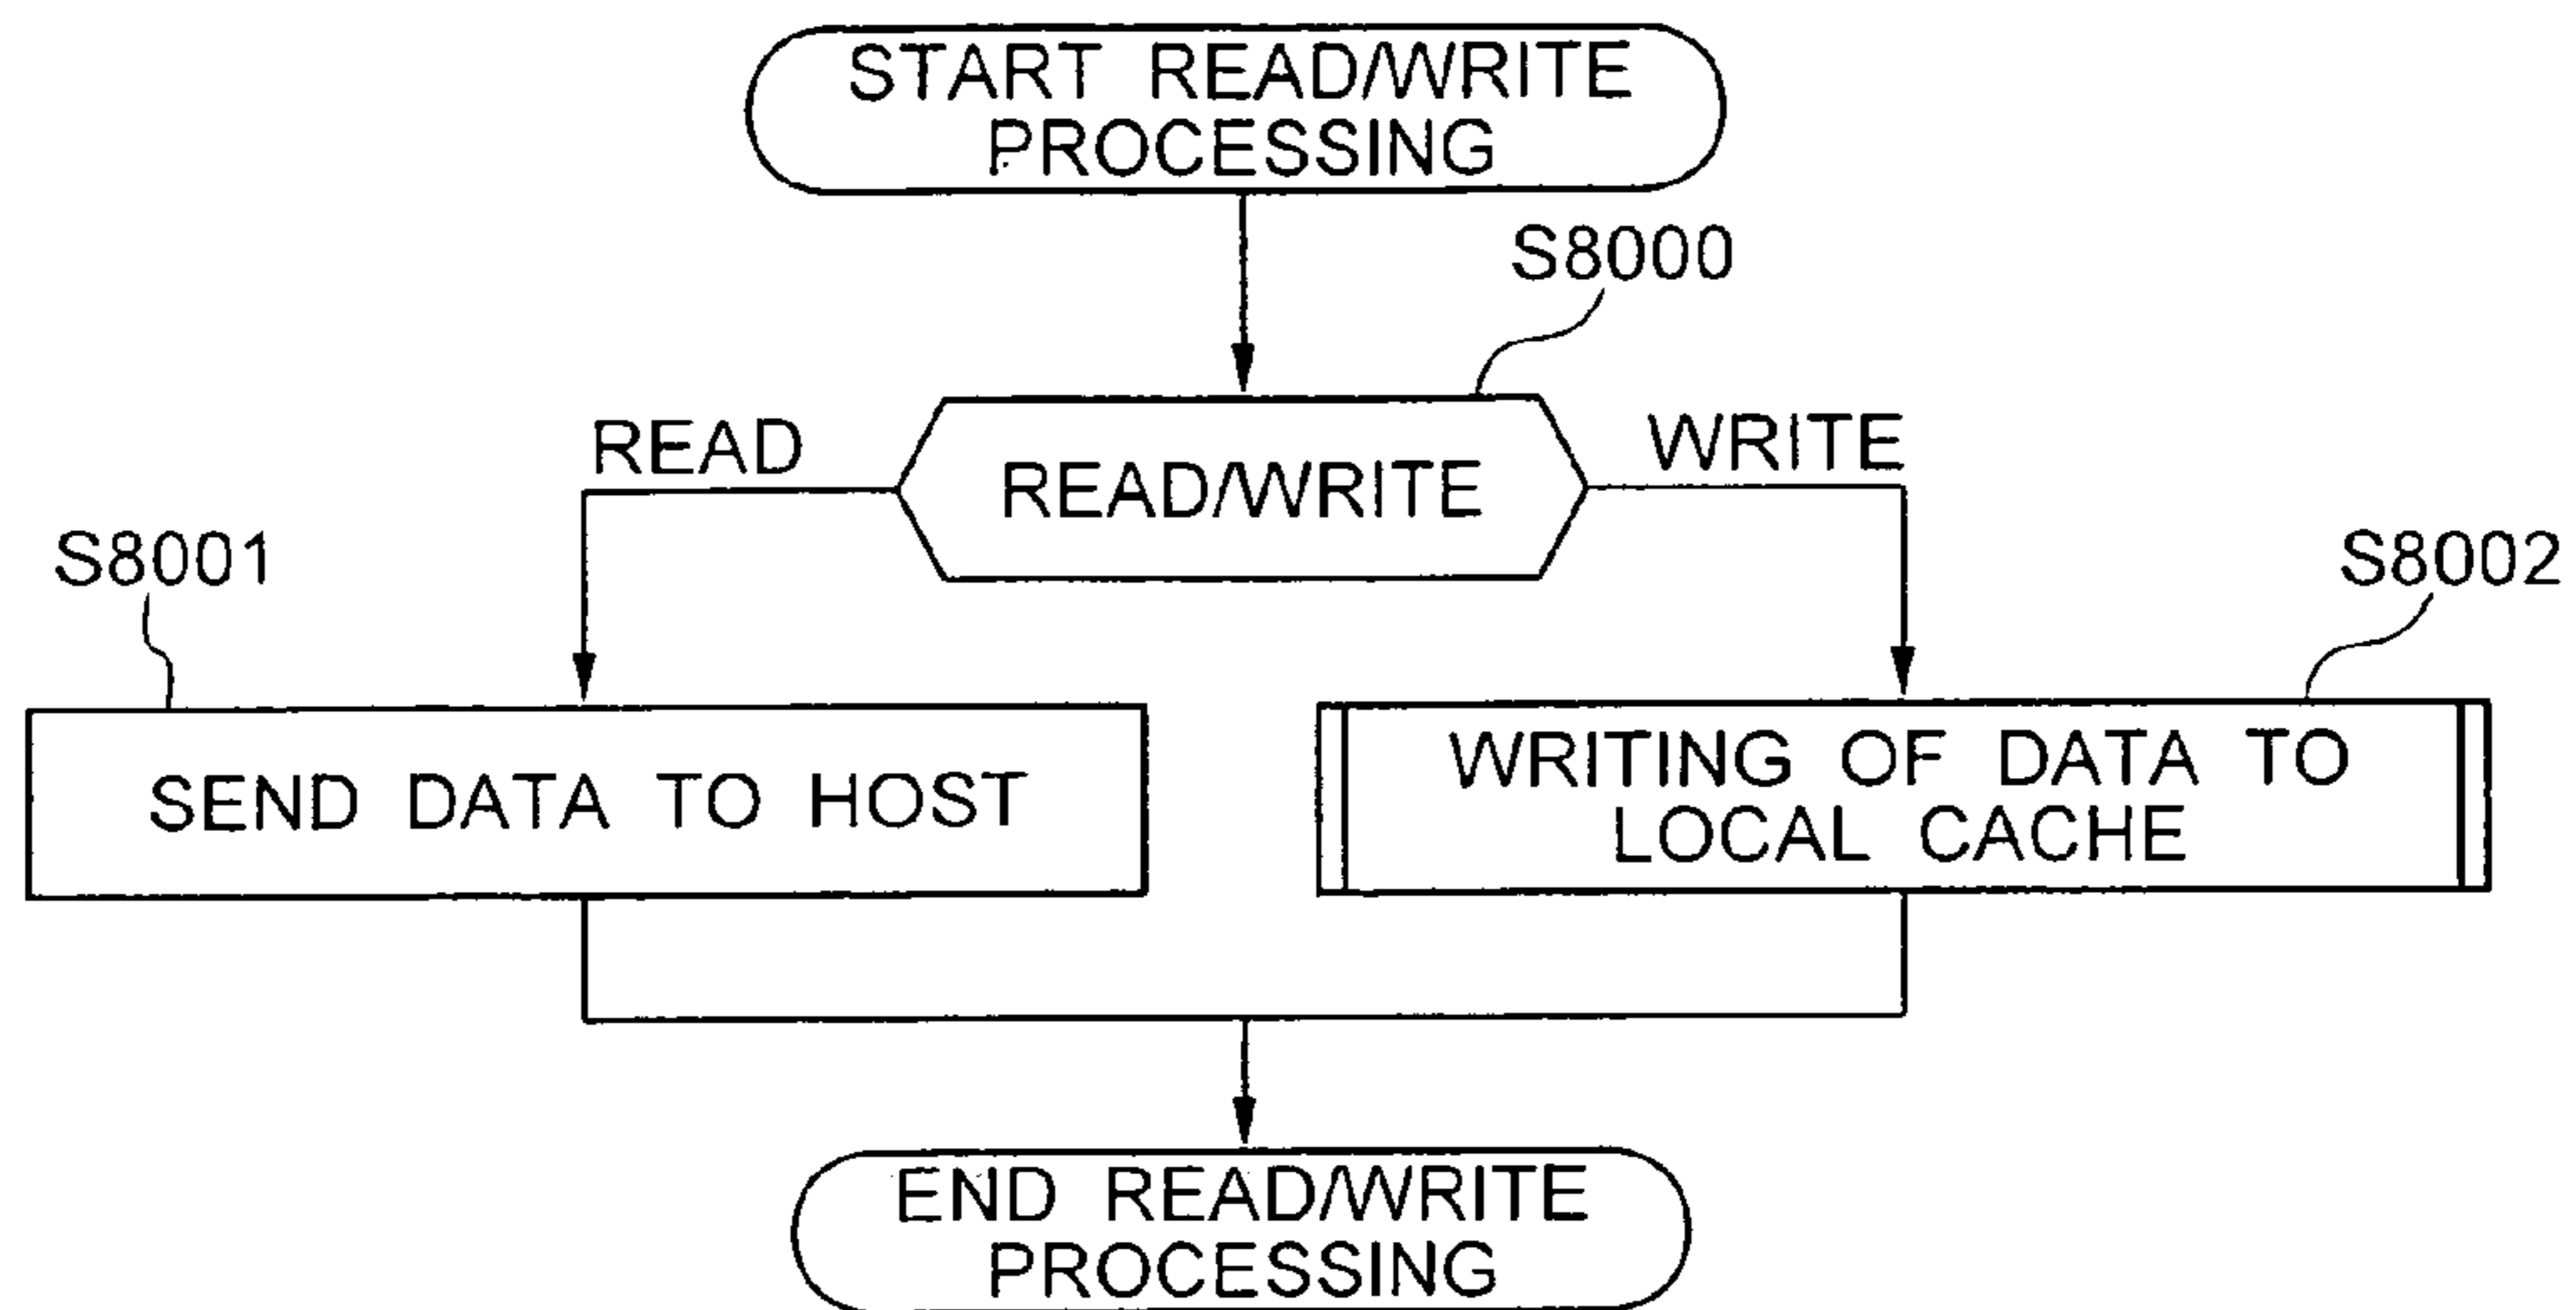 START READ/WRITE
PROCESSING
S8000
READ
READ/WRITE
WRITE
S8001
S8002
SEND DATA TO HOST
WRITING OF DATA TO
LOCAL CACHE
END READ/WRITE
PROCESSING